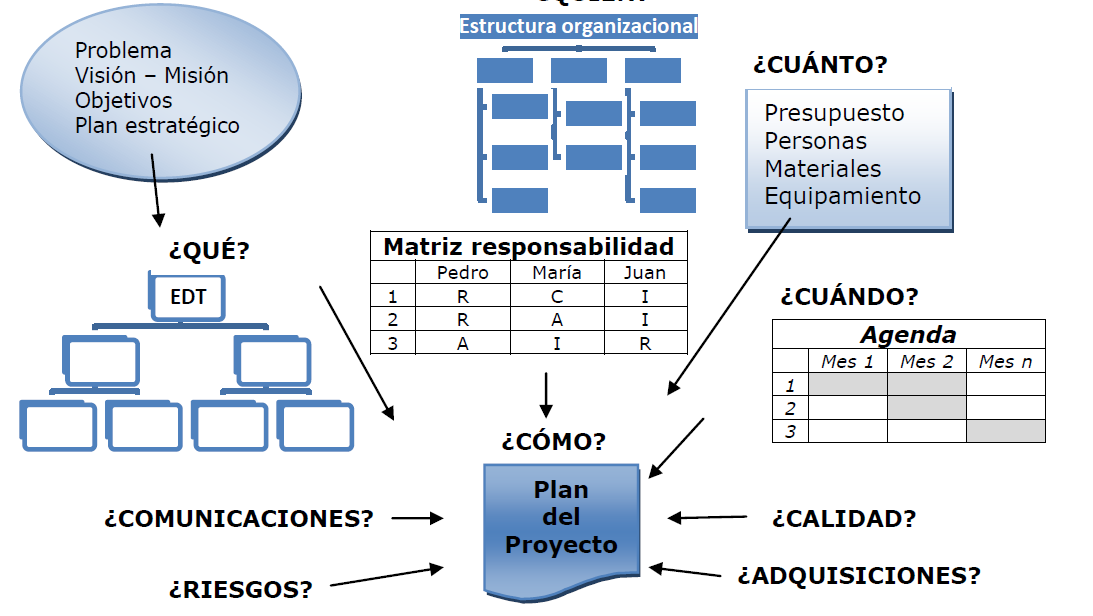 Problema
Visión – Misión
Objetivos
Plan estratégico
Estructura organizacional
¿CUÁNTO?
Presupuesto
Personas
Materiales
Equipamiento
¿QUÉ?
EDT
Matriz responsabilidad
Pedro María Juan
1 R C I
2 R A I
3 A I R
¿CUÁNDO?
Agenda
Mes 1 Mes 2 Mes n
1
2
3
¿CÓMO?
Plan
del
Proyecto
¿COMUNICACIONES?
¿CALIDAD?
¿RIESGOS?
¿ADQUISICIONES?